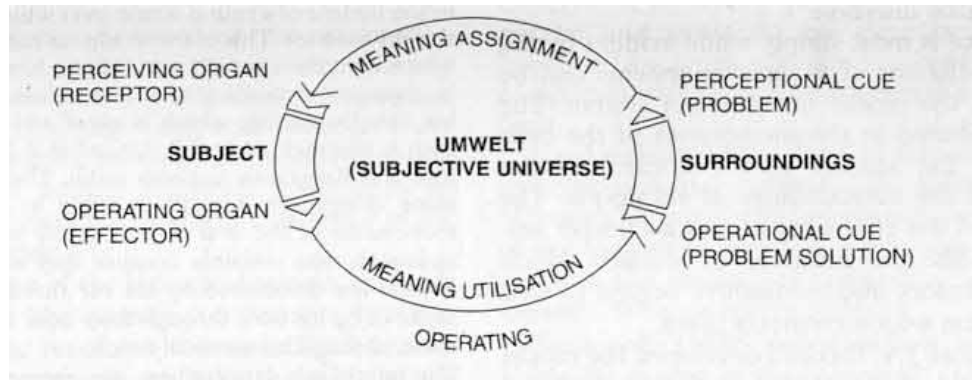 MEANING ASSIGNMENT
PERCEIVING ORGAN
(RECEPTOR)
PERCEPTIONAL CUE
(PROBLEM)
SUBJECT
UMWELT
(SUBJECTIVE UNIVERSE)
SURROUNDINGS
OPERATING ORGAN
(EFFECTOR)
OPERATIONAL CUE
(PROBLEM SOLUTION)
MEANING UTILISATION
OPERATING